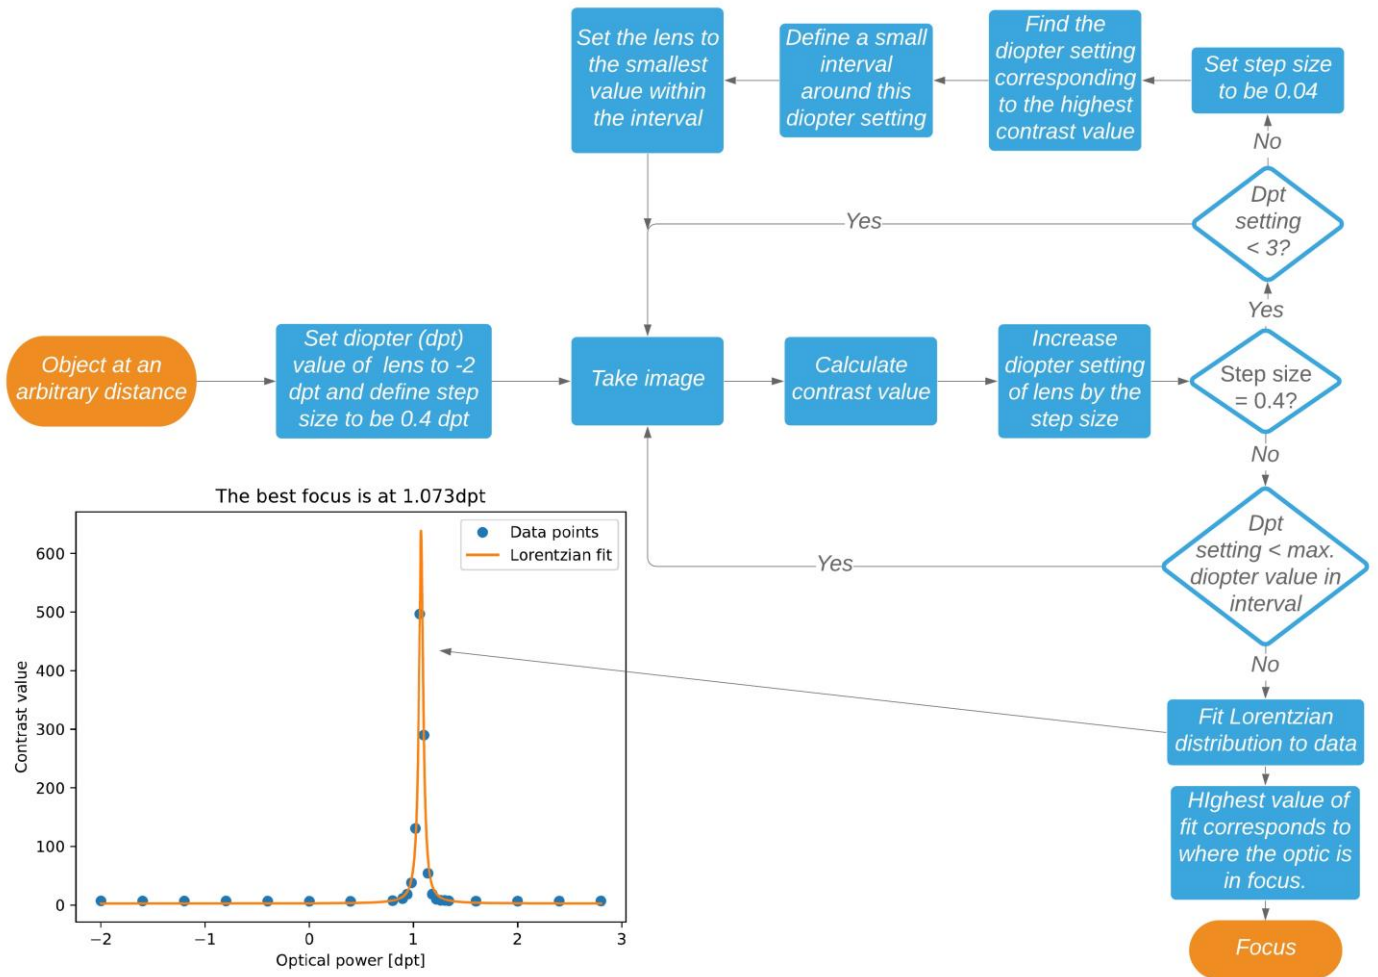 Set the lens to
the smallest
value within
the interval
Define a small
interval
around this
diopter setting
Find the
diopter setting
corresponding
to the highest
contrast value
Set step size
to be 0.04
No
Dpt
setting
< 3?
Yes
Yes
Object at an
arbitrary distance
Set diopter (dpt)
value of lens to -2
dpt and define step
size to be 0.4 dpt
Take image
Calculate
contrast value
Increase
diopter setting
of lens by the
step size
Step size
= 0.4?
No
Dpt
setting < max.
diopter value in
interval
Yes
No
Fit Lorentzian
distribution to data
HIghest value of
fit corresponds to
where the optic is
in focus.
Focus
The best focus is at 1.073dpt
Data points
Lorentzian fit
Contrast value
600
500
400
300
200
100
0
−2
−1
0
1
2
3
Optical power [dpt]